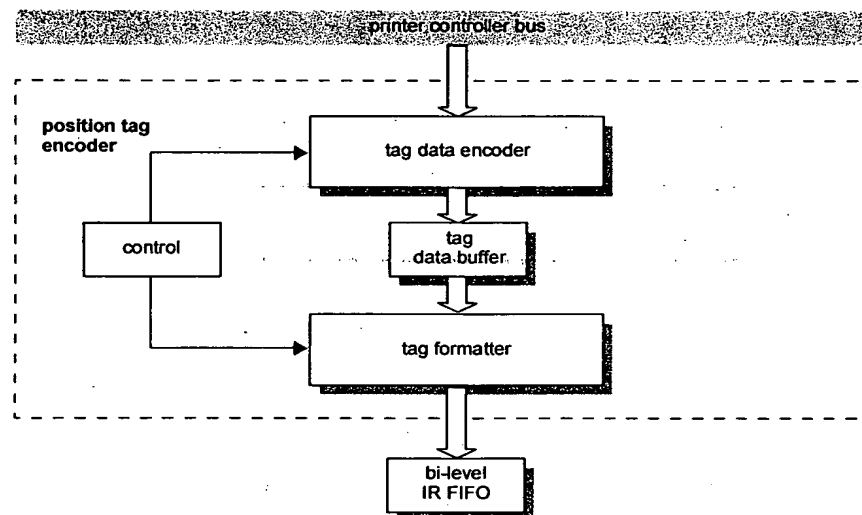 printer controller bus
position tag
encoder
tag data encoder
control
tag
data buffer
tag formatter
bi-level
IR FIFO